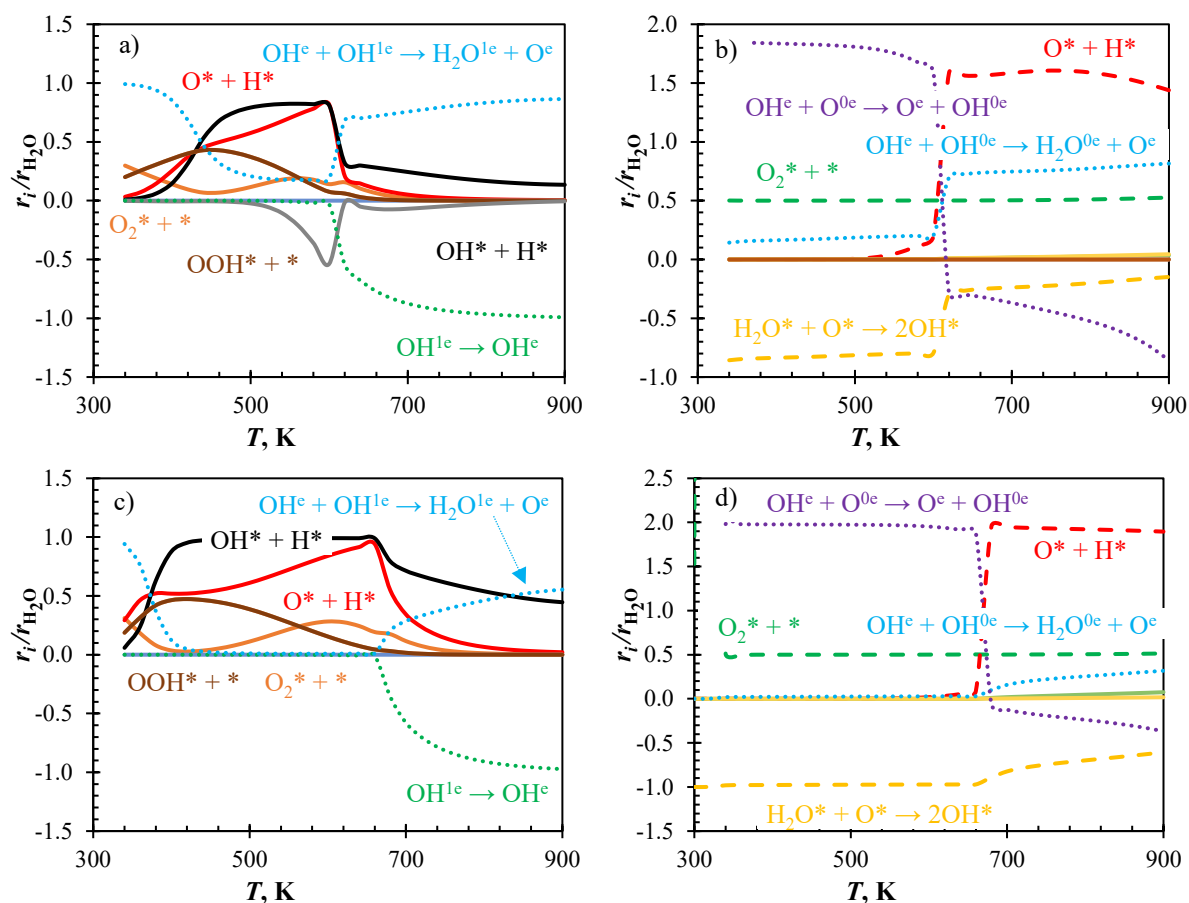 a)
OHᵉ + OH¹ᵉ → H₂O¹ᵉ + Oᵉ
O* + H*
O₂* + *
OOH* + *
OH* + H*
OH¹ᵉ → OHᵉ
rᵢ/r_H₂O
1.5
1.0
0.5
0.0
-0.5
-1.0
-1.5
300
500
700
900
T, K
b)
O* + H*
OHᵉ + O⁰ᵉ → Oᵉ + OH⁰ᵉ
OHᵉ + OH⁰ᵉ → H₂O⁰ᵉ + Oᵉ
O₂* + *
H₂O* + O* → 2OH*
rᵢ/r_H₂O
2.0
1.5
1.0
0.5
0.0
-0.5
-1.0
300
500
700
900
T, K
c)
OHᵉ + OH¹ᵉ → H₂O¹ᵉ + Oᵉ
OH* + H*
O* + H*
OOH* + *
O₂* + *
OH¹ᵉ → OHᵉ
rᵢ/r_H₂O
1.5
1.0
0.5
0.0
-0.5
-1.0
-1.5
300
500
700
900
T, K
d)
OHᵉ + O⁰ᵉ → Oᵉ + OH⁰ᵉ
O* + H*
O₂* + *
OHᵉ + OH⁰ᵉ → H₂O⁰ᵉ + Oᵉ
H₂O* + O* → 2OH*
rᵢ/r_H₂O
2.5
2.0
1.5
1.0
0.5
0.0
-0.5
-1.0
-1.5
300
500
700
900
T, K